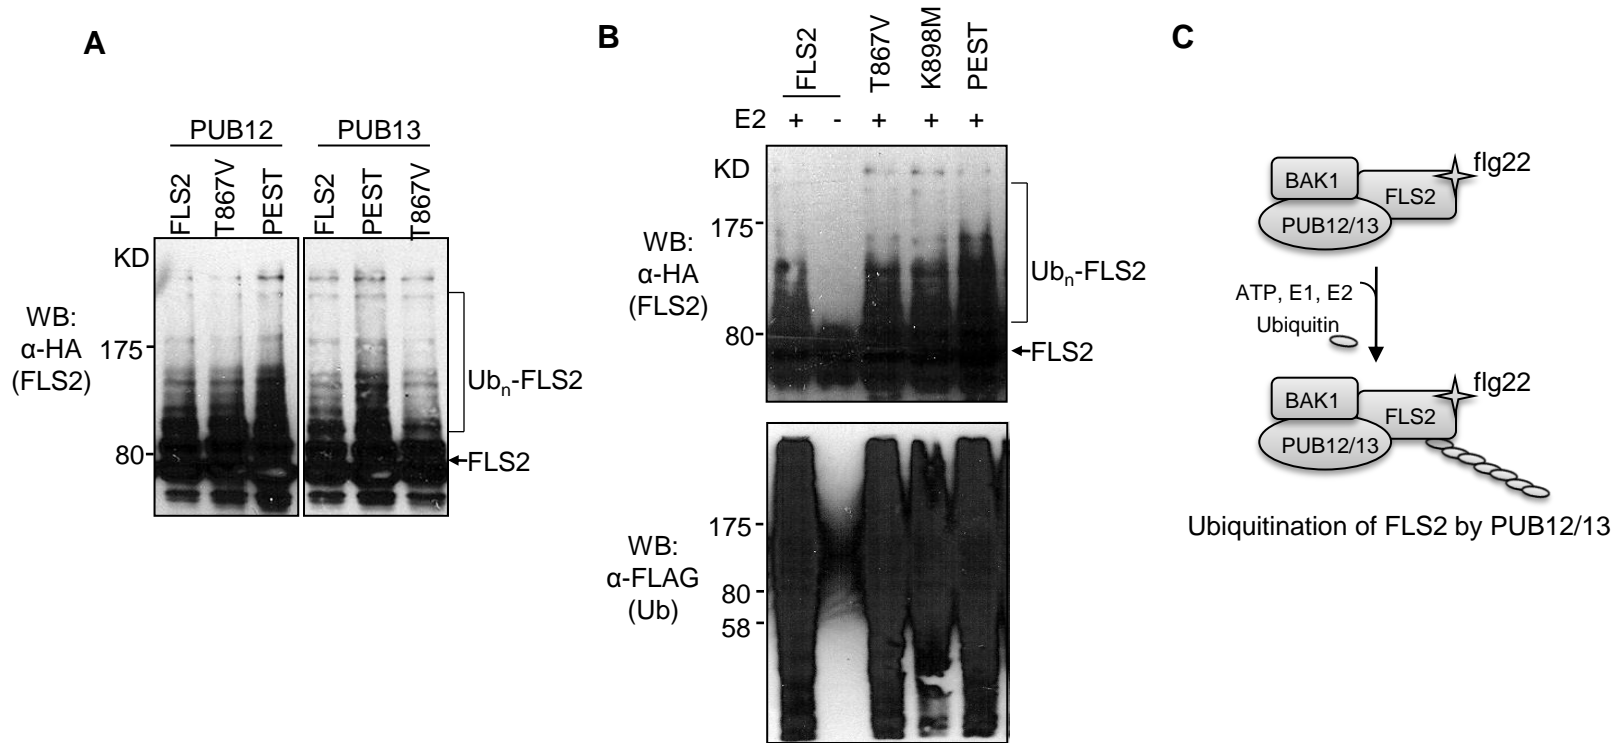 A
PUB12 PUB13
FLS2 T867V PEST FLS2 PEST T867V
KD
WB:
α-HA
(FLS2)
175
80
Ubn-FLS2
FLS2
B
FLS2 T867V K898M PEST
E2 + - + + +
KD
WB:
α-HA
(FLS2)
175
80
Ubn-FLS2
FLS2
WB:
α-FLAG
(Ub)
175
80
58
C
flg22
BAK1
FLS2
PUB12/13
ATP, E1, E2
Ubiquitin
flg22
BAK1
FLS2
PUB12/13
Ubiquitination of FLS2 by PUB12/13